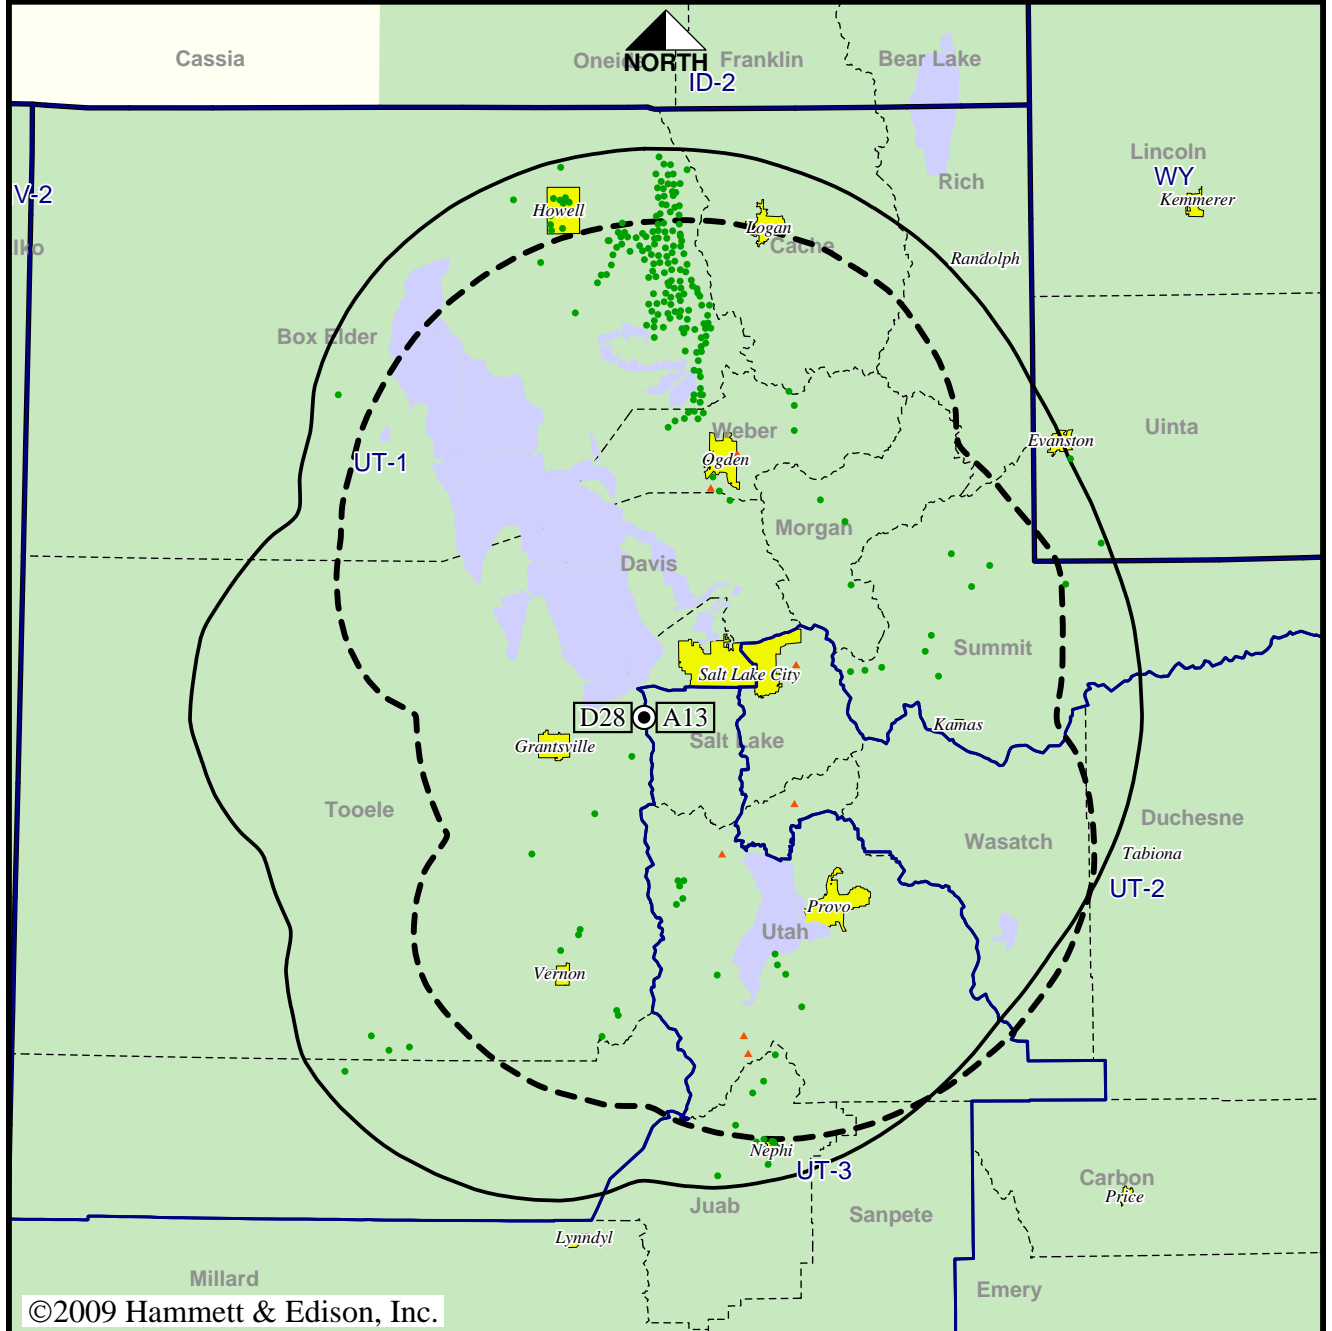 Cassia
Oneida
NORTH
Franklin
Bear Lake
ID-2
Lincoln
WY
Kemmerer
V-2
Rich
Howell
Logan
Cache
lko
Randolph
Box Elder
Weber
Uinta
Evanston
Ogden
UT-1
Morgan
Davis
Summit
Salt Lake City
D28
A13
Kamas
Grantsville
Salt Lake
Tooele
Duchesne
Wasatch
Tabiona
UT-2
Provo
Utah
Vernon
Nephi
UT-3
Carbon
Price
Juab
Sanpete
Lynndyl
Millard
Emery
©2009 Hammett & Edison, Inc.